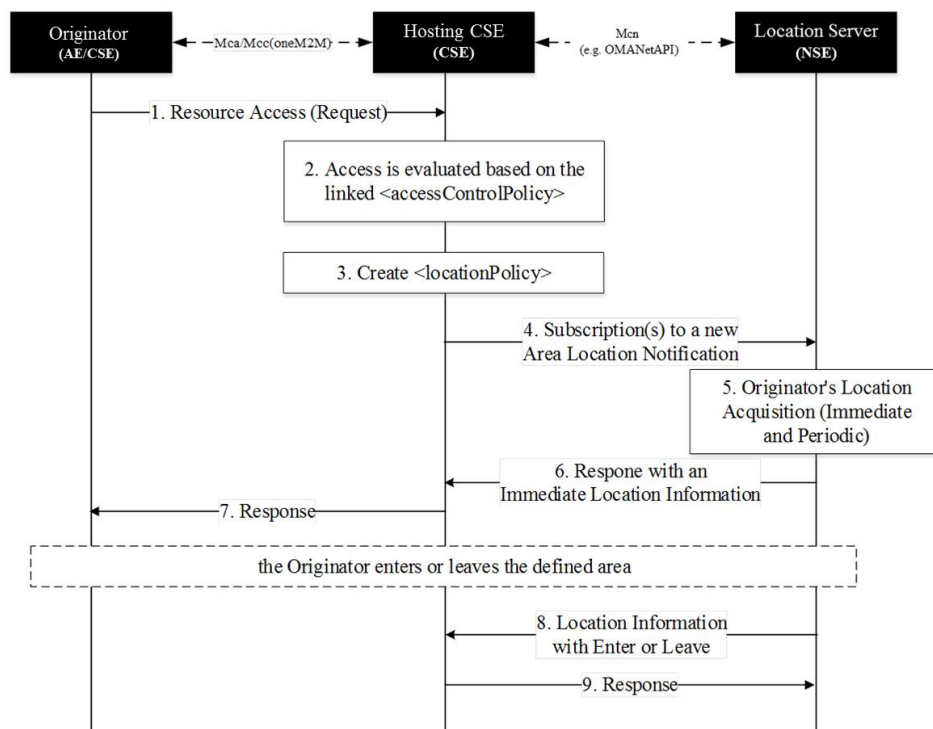 Originator
(AE/CSE)
Mca/Mcc(oneM2M)
Hosting CSE
(CSE)
Mcn
(e.g. OMANetAPI)
Location Server
(NSE)
1. Resource Access (Request)
2. Access is evaluated based on the
linked <accessControlPolicy>
3. Create <locationPolicy>
4. Subscription(s) to a new
Area Location Notification
5. Originator's Location
Acquisition (Immediate
and Periodic)
6. Respone with an
Immediate Location Information
7. Response
the Originator enters or leaves the defined area
8. Location Information
with Enter or Leave
9. Response